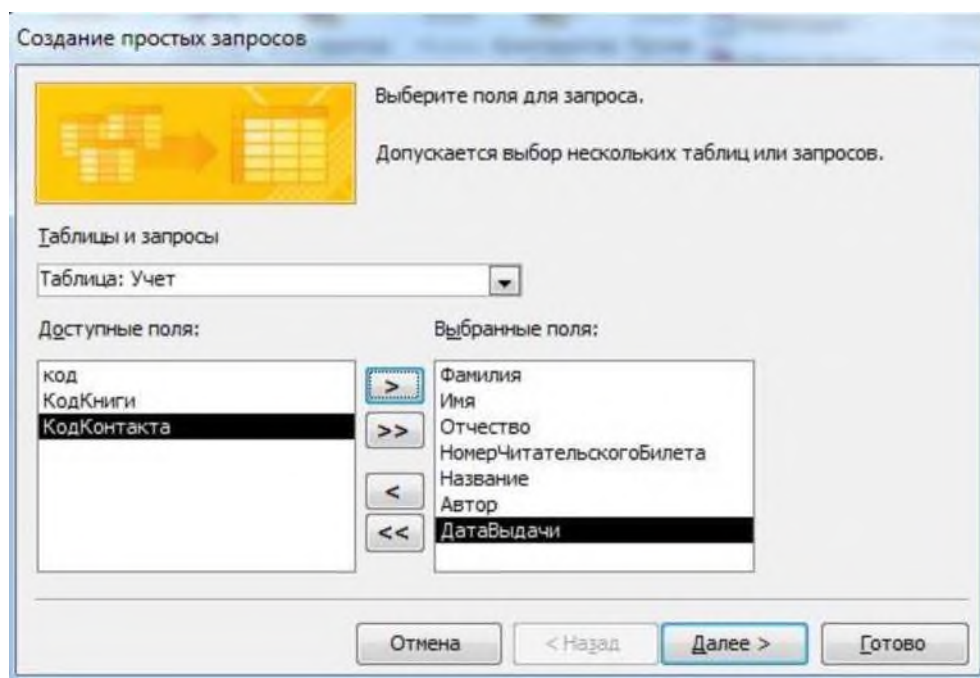 Создание простых запросов
Выберите поля для запроса.
Допускается выбор нескольких таблиц или запросов.
Таблицы и запросы
Таблица: Учет
Доступные поля:
Выбранные поля:
код
КодКниги
КодКонтакта
>
>>
<
<<
Фамилия
Имя
Отчество
НомерЧитательскогоБилета
Название
Автор
ДатаВыдачи
Отмена
< Назад
Далее >
Готово